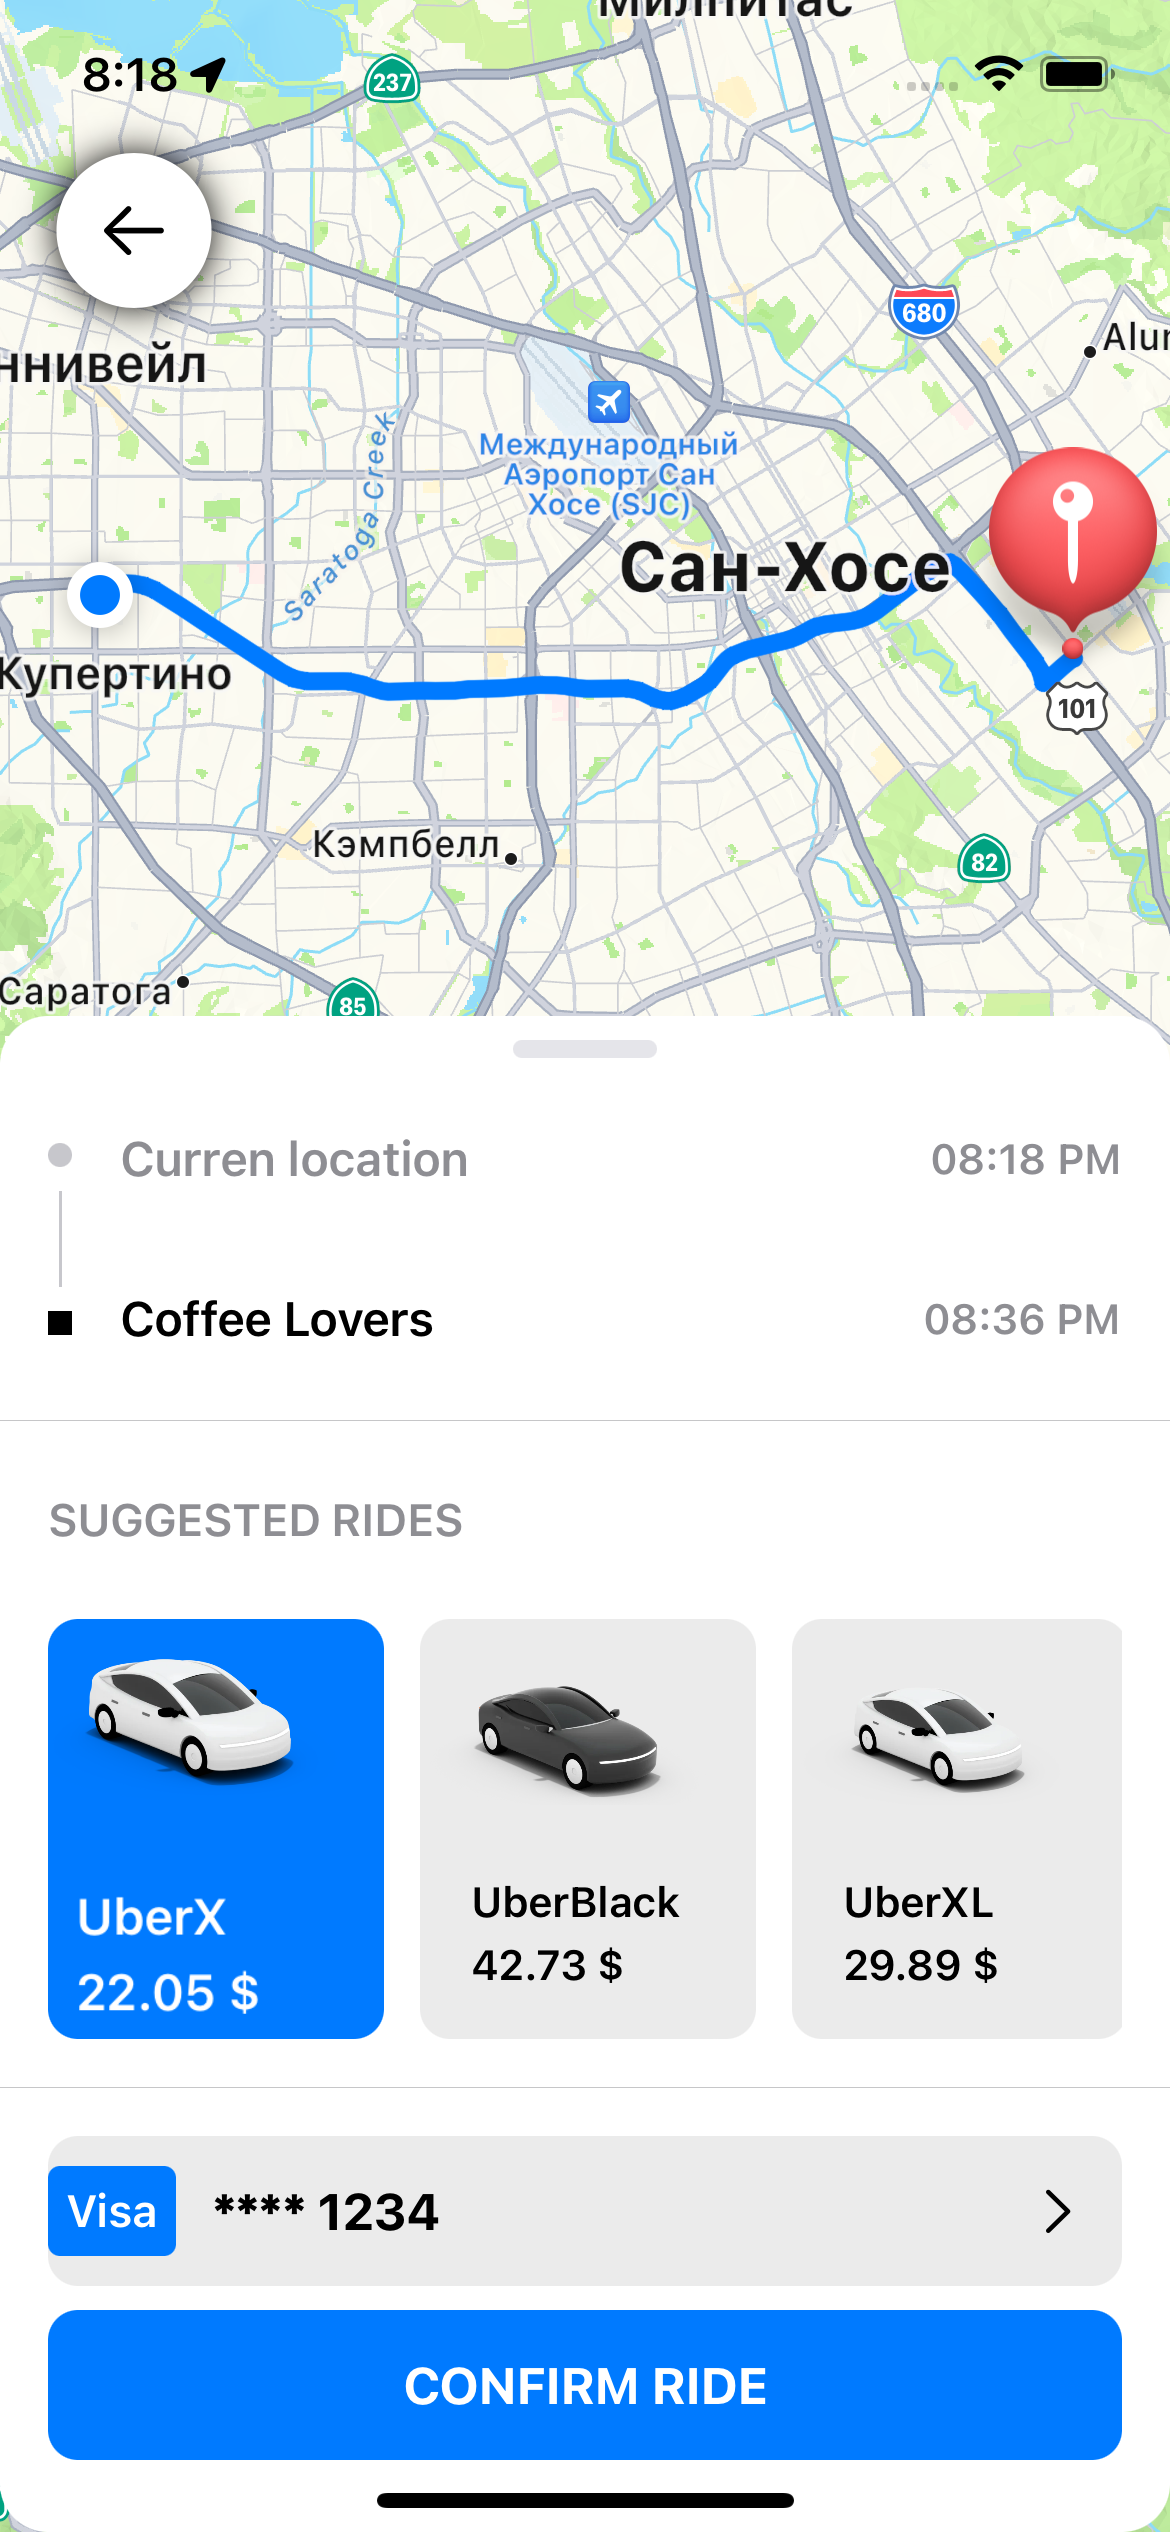 Милпитас
8:18
237
680
Alum
ннивейл
Saratoga Creek
Международный
Аэропорт Сан
Хосе (SJC)
Сан-Хосе
Купертино
101
Кэмпбелл
82
Саратога
85
Curren location
08:18 PM
Coffee Lovers
08:36 PM
SUGGESTED RIDES
UberX
22.05 $
UberBlack
42.73 $
UberXL
29.89 $
Visa
**** 1234
CONFIRM RIDE